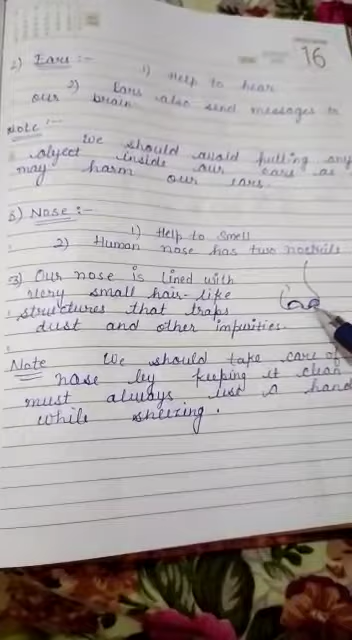 16
2) Ears :-
1) Help to hear
2) Ears also send messages to
our brain
Note :-
We should avoid putting any
object inside our ears as
may harm our ears.
3) Nose :-
1) Help to smell
2) Human nose has two nostrils
3) Our nose is lined with
very small hair-like
structures that traps
dust and other impurities.
Note We should take care of
nose by keeping it clean
must always use a hand
while sneezing.